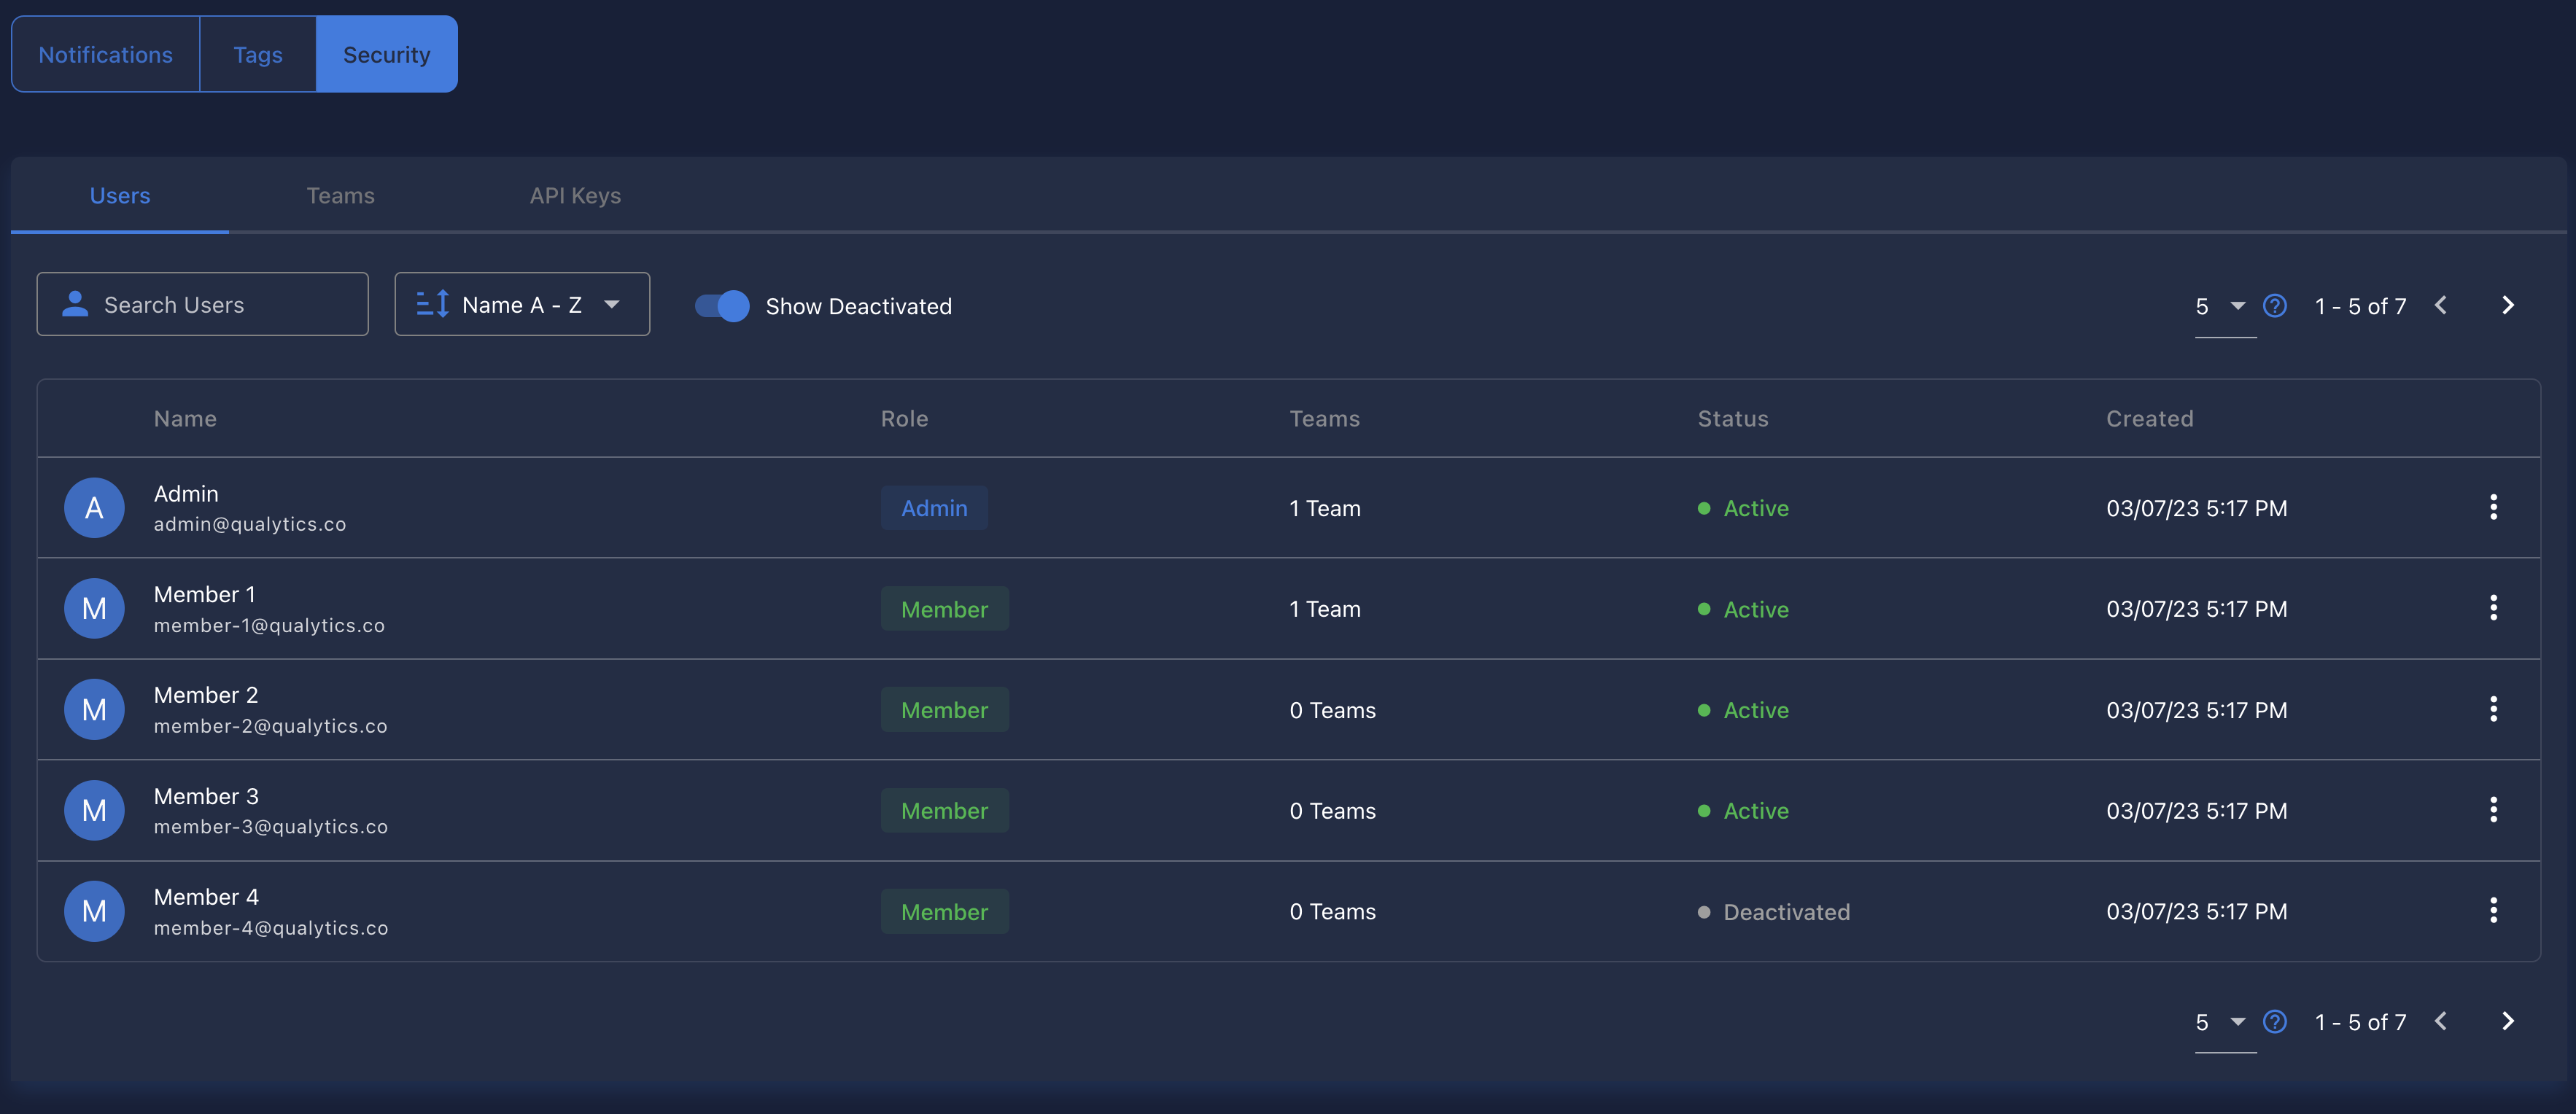 Notifications Tags Security
Users Teams API Keys
Search Users Name A - Z Show Deactivated 5 ? 1 - 5 of 7
Name Role Teams Status Created
A Admin Admin 1 Team Active 03/07/23 5:17 PM
admin@qualytics.co
M Member 1 Member 1 Team Active 03/07/23 5:17 PM
member-1@qualytics.co
M Member 2 Member 0 Teams Active 03/07/23 5:17 PM
member-2@qualytics.co
M Member 3 Member 0 Teams Active 03/07/23 5:17 PM
member-3@qualytics.co
M Member 4 Member 0 Teams Deactivated 03/07/23 5:17 PM
member-4@qualytics.co
5 ? 1 - 5 of 7